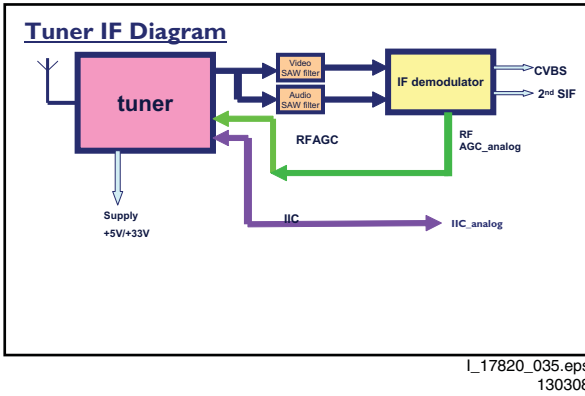 Tuner IF Diagram
Video
SAW filter
Audio
SAW filter
tuner
IF demodulator
CVBS
2nd SIF
RFAGC
RF
AGC_analog
Supply
+5V/+33V
IIC
IIC_analog
I_17820_035.eps
130308